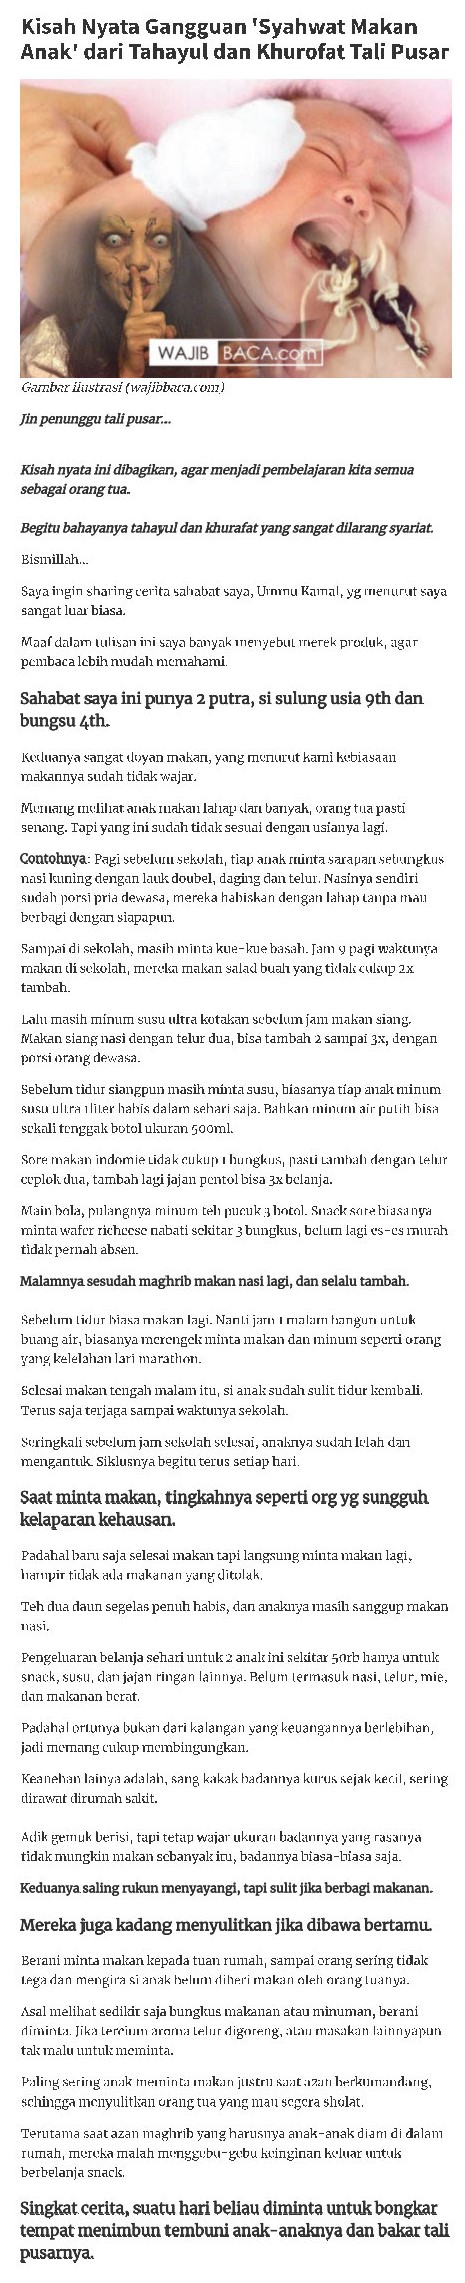 Kisah Nyata Gangguan 'Syahwat Makan
Anak' dari Tahayul dan Khurofat Tali Pusar
WAJIB BACA.com
Gambar ilustrasi (wajibbaca.com)
Jin penunggu tali pusar...
Kisah nyata ini dibagikan, agar menjadi pembelajaran kita semua
sebagai orang tua.
Begitu bahayanya tahayul dan khurafat yang sangat dilarang syariat.
Bismillah...
Saya ingin sharing cerita sahabat saya, Ummu Kamal, yg menurut saya
sangat luar biasa.
Maaf dalam tulisan ini saya banyak menyebut merek produk, agar
pembaca lebih mudah memahami.
Sahabat saya ini punya 2 putra, si sulung usia 9th dan
bungsu 4th.
Keduanya sangat doyan makan, yang menurut kami kebiasaan
makannya sudah tidak wajar.
Memang melihat anak makan lahap dan banyak, orang tua pasti
senang. Tapi yang ini sudah tidak sesuai dengan usianya lagi.
Contohnya: Pagi sebelum sekolah, tiap anak minta sarapan sebungkus
nasi kuning dengan lauk doubel, daging dan telur. Nasinya sendiri
sudah porsi pria dewasa, mereka habiskan dengan lahap tanpa mau
berbagi dengan siapapun.
Sampai di sekolah, masih minta kue-kue basah. Jam 9 pagi waktunya
makan di sekolah, mereka makan salad buah yang tidak cukup 2x
tambah.
Lalu masih minum susu ultra kotakan sebelum jam makan siang.
Makan siang nasi dengan telur dua, bisa tambah 2 sampai 3x, dengan
porsi orang dewasa.
Sebelum tidur siangpun masih minta susu, biasanya tiap anak minum
susu ultra 1liter habis dalam sehari saja. Bahkan minum air putih bisa
sekali tenggak botol ukuran 500ml.
Sore makan indomie tidak cukup 1 bungkus, pasti tambah dengan telur
ceplok dua, tambah lagi jajan pentol bisa 3x belanja.
Main bola, pulangnya minum teh pucuk 3 botol. Snack sore biasanya
minta wafer richeese nabati sekitar 3 bungkus, belum lagi es-es murah
tidak pernah absen.
Malamnya sesudah maghrib makan nasi lagi, dan selalu tambah.
Sebelum tidur biasa makan lagi. Nanti jam 1 malam bangun untuk
buang air, biasanya merengek minta makan dan minum seperti orang
yang kelelahan lari marathon.
Selesai makan tengah malam itu, si anak sudah sulit tidur kembali.
Terus saja terjaga sampai waktunya sekolah.
Seringkali sebelum jam sekolah selesai, anaknya sudah lelah dan
mengantuk. Siklusnya begitu terus setiap hari.
Saat minta makan, tingkahnya seperti org yg sungguh
kelaparan kehausan.
Padahal baru saja selesai makan tapi langsung minta makan lagi,
hampir tidak ada makanan yang ditolak.
Teh dua daun segelas penuh habis, dan anaknya masih sanggup makan
nasi.
Pengeluaran belanja sehari untuk 2 anak ini sekitar 50rb hanya untuk
snack, susu, dan jajan ringan lainnya. Belum termasuk nasi, telur, mie,
dan makanan berat.
Padahal ortunya bukan dari kalangan yang keuangannya berlebihan,
jadi memang cukup membingungkan.
Keanehan lainya adalah, sang kakak badannya kurus sejak kecil, sering
dirawat dirumah sakit.
Adik gemuk berisi, tapi tetap wajar ukuran badannya yang rasanya
tidak mungkin makan sebanyak itu, badannya biasa-biasa saja.
Keduanya saling rukun menyayangi, tapi sulit jika berbagi makanan.
Mereka juga kadang menyulitkan jika dibawa bertamu.
Berani minta makan kepada tuan rumah, sampai orang sering tidak
tega dan mengira si anak belum diberi makan oleh orang tuanya.
Asal melihat sedikit saja bungkus makanan atau minuman, berani
diminta. Jika tercium aroma telur digoreng, atau masakan lainnyapun
tak malu untuk meminta.
Paling sering anak meminta makan justru saat azan berkumandang,
sehingga menyulitkan orang tua yang mau segera sholat.
Terutama saat azan maghrib yang harusnya anak-anak diam di dalam
rumah, mereka malah menggebu-gebu keinginan keluar untuk
berbelanja snack.
Singkat cerita, suatu hari beliau diminta untuk bongkar
tempat menimbun tembuni anak-anaknya dan bakar tali
pusarnya.